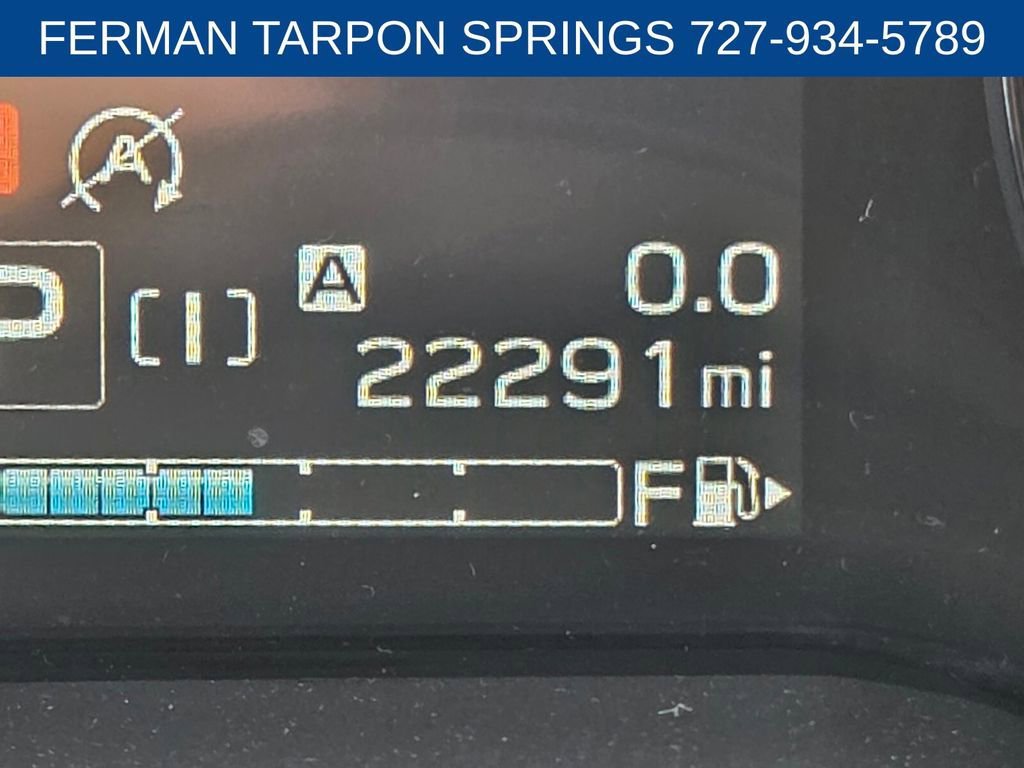 FERMAN TARPON SPRINGS 727-934-5789
A
A 0.0
P [I] 22291 mi
F